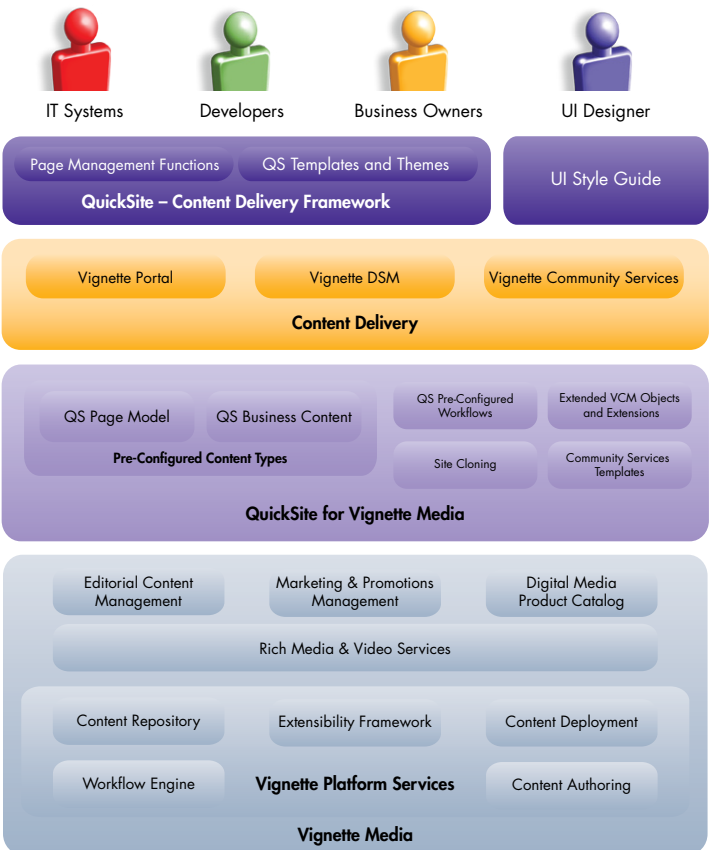 IT Systems
Developers
Business Owners
UI Designer
Page Management Functions
QS Templates and Themes
QuickSite – Content Delivery Framework
UI Style Guide
Vignette Portal
Vignette DSM
Vignette Community Services
Content Delivery
QS Page Model
QS Business Content
Pre-Configured Content Types
QS Pre-Configured
Workflows
Extended VCM Objects
and Extensions
Site Cloning
Community Services
Templates
QuickSite for Vignette Media
Editorial Content
Management
Marketing & Promotions
Management
Digital Media
Product Catalog
Rich Media & Video Services
Content Repository
Extensibility Framework
Content Deployment
Workflow Engine
Vignette Platform Services
Content Authoring
Vignette Media